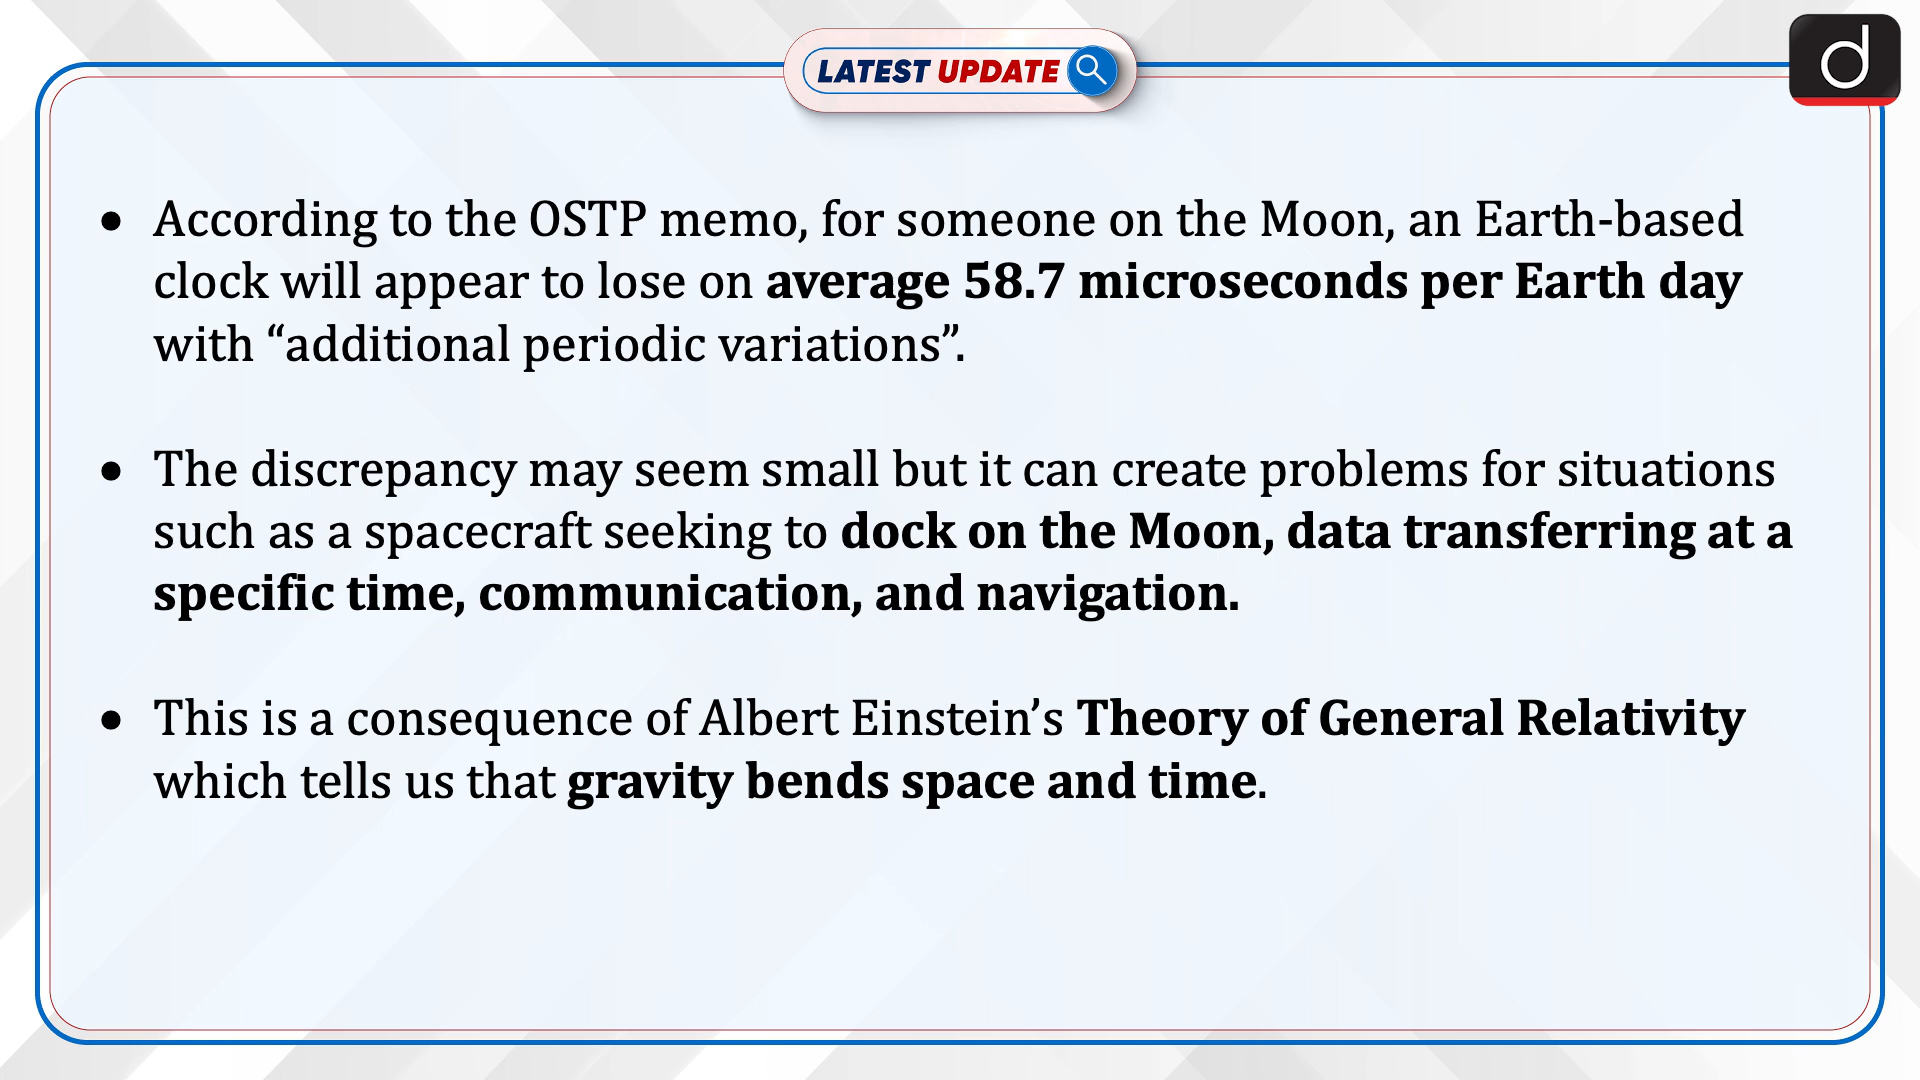 LATEST UPDATE
d
• According to the OSTP memo, for someone on the Moon, an Earth-based
clock will appear to lose on average 58.7 microseconds per Earth day
with “additional periodic variations”.
• The discrepancy may seem small but it can create problems for situations
such as a spacecraft seeking to dock on the Moon, data transferring at a
specific time, communication, and navigation.
• This is a consequence of Albert Einstein’s Theory of General Relativity
which tells us that gravity bends space and time.